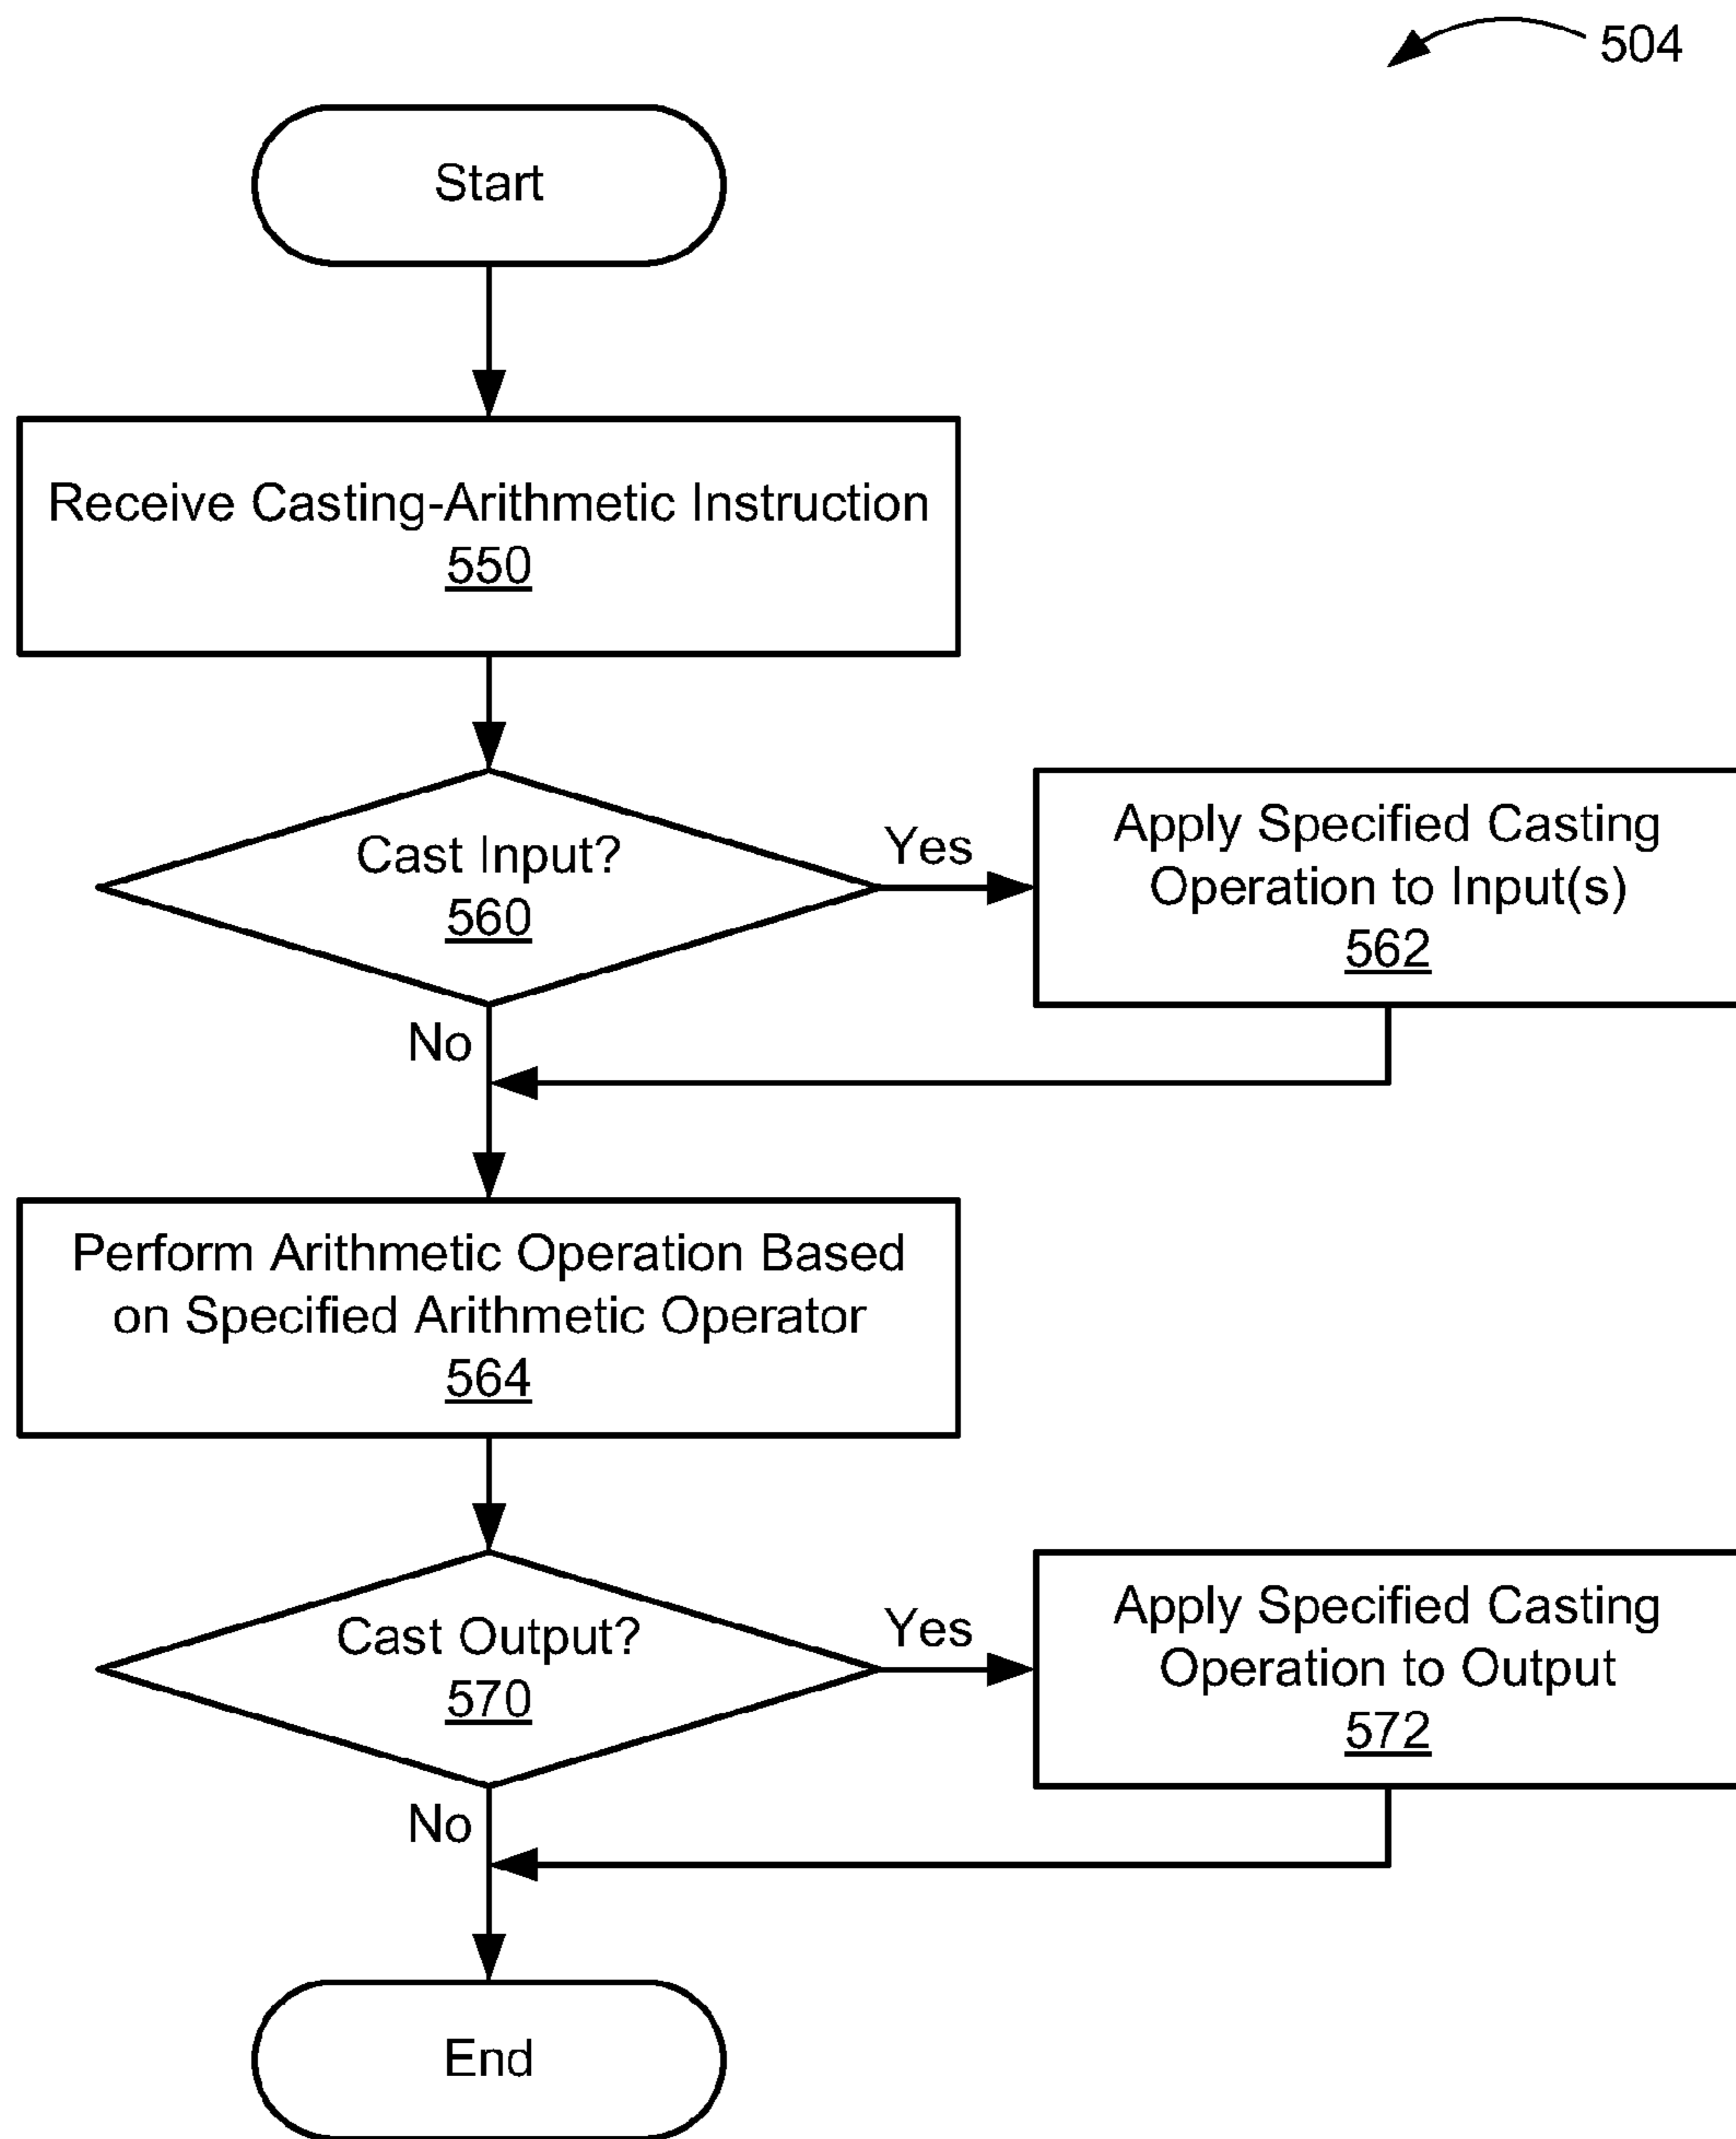 504
Start
Receive Casting-Arithmetic Instruction
550
Cast Input?
560
Yes
Apply Specified Casting
Operation to Input(s)
562
No
Perform Arithmetic Operation Based
on Specified Arithmetic Operator
564
Cast Output?
570
Yes
Apply Specified Casting
Operation to Output
572
No
End